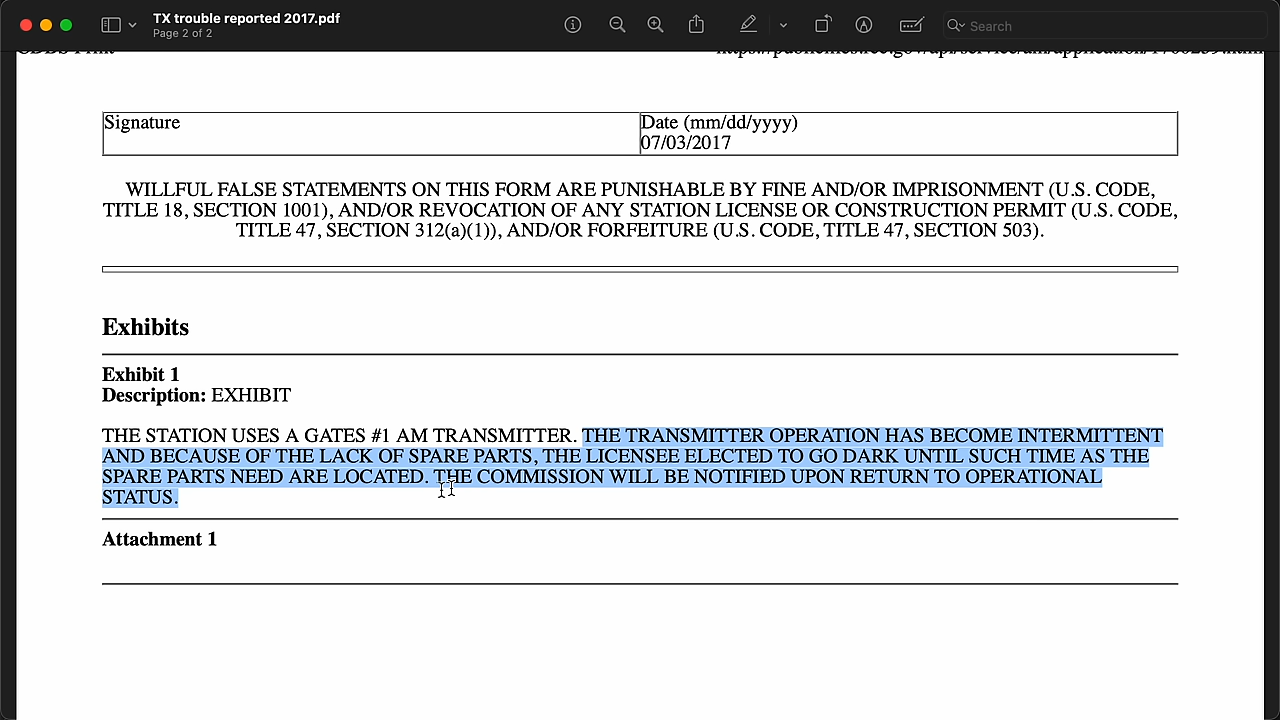 TX trouble reported 2017.pdf
Page 2 of 2
Search
CDBS Print
Signature
Date (mm/dd/yyyy)
07/03/2017
WILLFUL FALSE STATEMENTS ON THIS FORM ARE PUNISHABLE BY FINE AND/OR IMPRISONMENT (U.S. CODE,
TITLE 18, SECTION 1001), AND/OR REVOCATION OF ANY STATION LICENSE OR CONSTRUCTION PERMIT (U.S. CODE,
TITLE 47, SECTION 312(a)(1)), AND/OR FORFEITURE (U.S. CODE, TITLE 47, SECTION 503).
Exhibits
Exhibit 1
Description: EXHIBIT
THE STATION USES A GATES #1 AM TRANSMITTER. THE TRANSMITTER OPERATION HAS BECOME INTERMITTENT
AND BECAUSE OF THE LACK OF SPARE PARTS, THE LICENSEE ELECTED TO GO DARK UNTIL SUCH TIME AS THE
SPARE PARTS NEED ARE LOCATED. THE COMMISSION WILL BE NOTIFIED UPON RETURN TO OPERATIONAL
STATUS.
Attachment 1